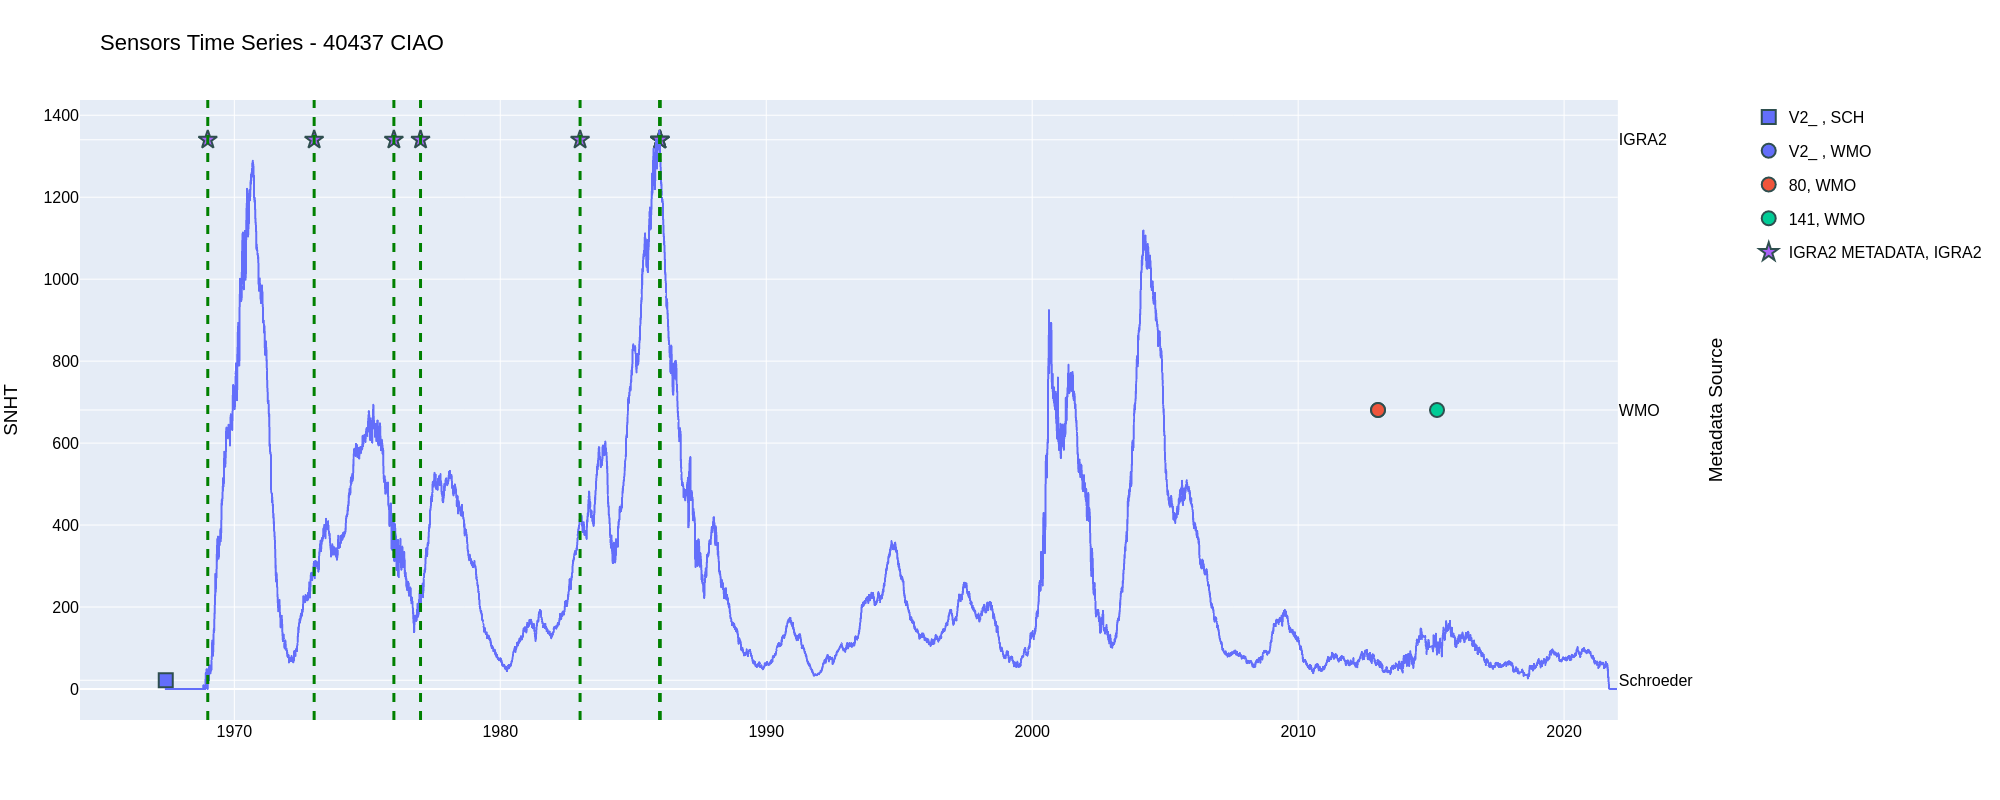 Sensors Time Series - 40437 CIAO
1400
1200
1000
800
600
400
200
0
SNHT
1970
1980
1990
2000
2010
2020
IGRA2
WMO
Schroeder
Metadata Source
V2_ , SCH
V2_ , WMO
80, WMO
141, WMO
IGRA2 METADATA, IGRA2